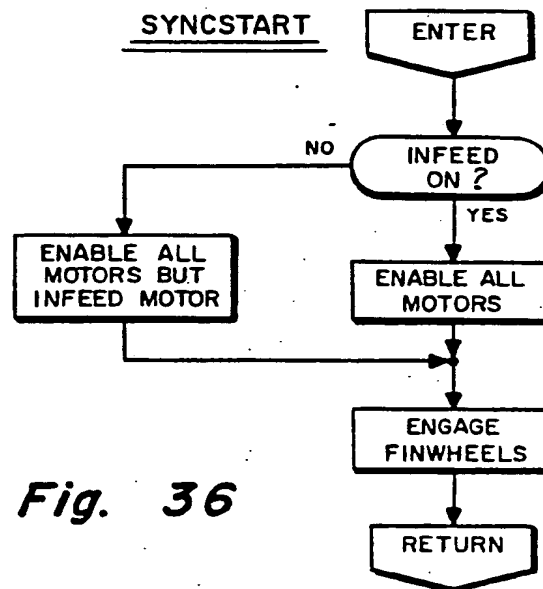 SYNCSTART
ENTER
INFEED
ON ?
NO
YES
ENABLE ALL
MOTORS BUT
INFEED MOTOR
ENABLE ALL
MOTORS
ENGAGE
FINWHEELS
RETURN
Fig. 36